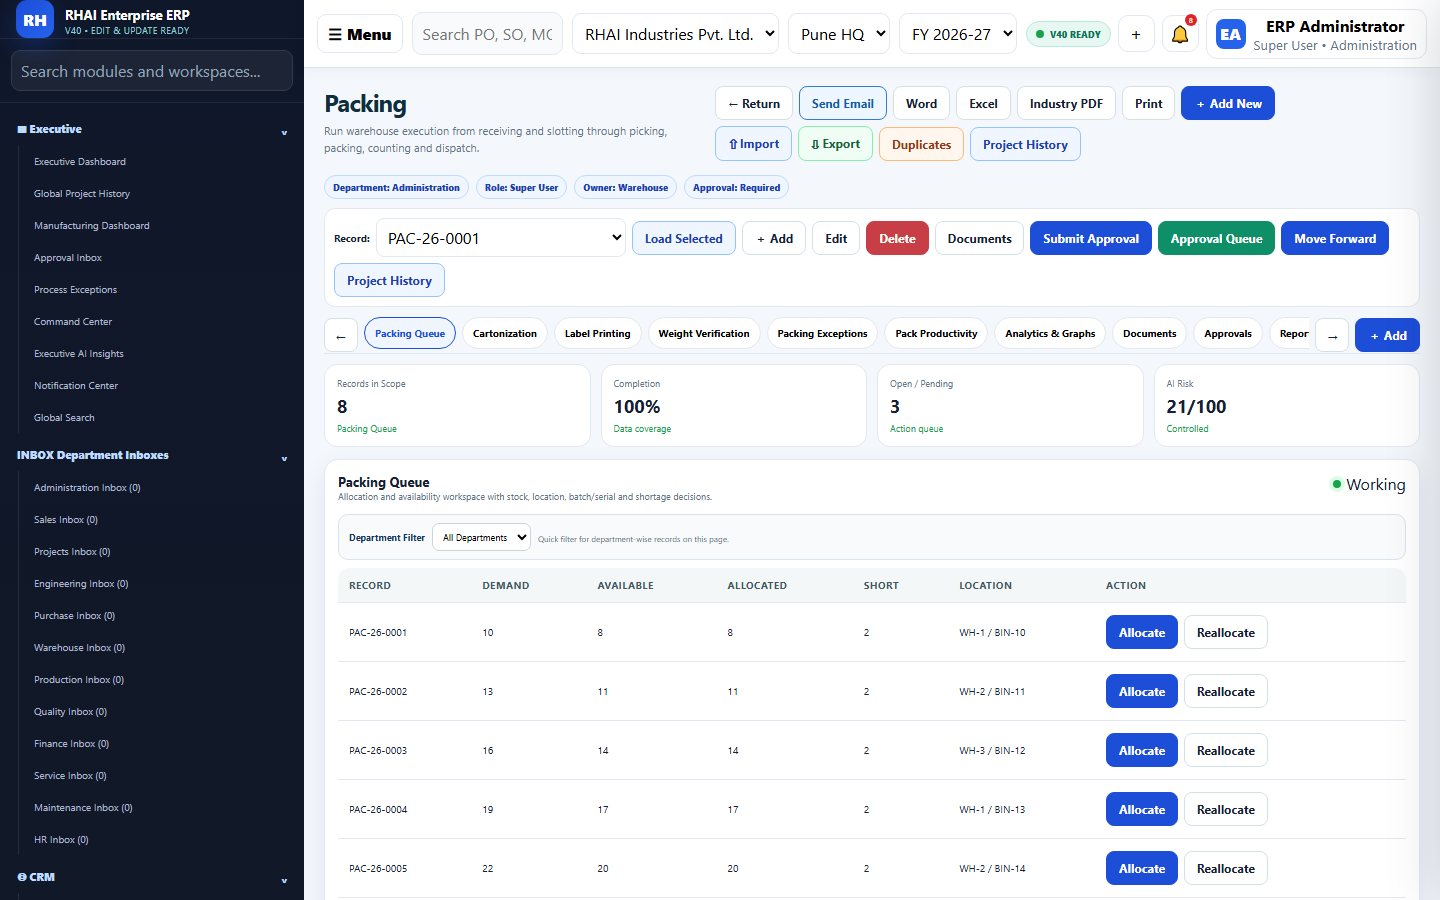 RH
RHAI Enterprise ERP
V40 • EDIT & UPDATE READY
Search modules and workspaces...
Executive
Executive Dashboard
Global Project History
Manufacturing Dashboard
Approval Inbox
Process Exceptions
Command Center
Executive AI Insights
Notification Center
Global Search
INBOX Department Inboxes
Administration Inbox (0)
Sales Inbox (0)
Projects Inbox (0)
Engineering Inbox (0)
Purchase Inbox (0)
Warehouse Inbox (0)
Production Inbox (0)
Quality Inbox (0)
Finance Inbox (0)
Service Inbox (0)
Maintenance Inbox (0)
HR Inbox (0)
CRM
☰ Menu
Search PO, SO, MO
RHAI Industries Pvt. Ltd.
Pune HQ
FY 2026-27
V40 READY
+
8
EA
ERP Administrator
Super User • Administration
Packing
Run warehouse execution from receiving and slotting through picking,
packing, counting and dispatch.
← Return
Send Email
Word
Excel
Industry PDF
Print
+ Add New
⇧ Import
⇩ Export
Duplicates
Project History
Department: Administration
Role: Super User
Owner: Warehouse
Approval: Required
Record:
PAC-26-0001
Load Selected
+ Add
Edit
Delete
Documents
Submit Approval
Approval Queue
Move Forward
Project History
←
Packing Queue
Cartonization
Label Printing
Weight Verification
Packing Exceptions
Pack Productivity
Analytics & Graphs
Documents
Approvals
Repor
→
+ Add
Records in Scope
8
Packing Queue
Completion
100%
Data coverage
Open / Pending
3
Action queue
AI Risk
21/100
Controlled
Packing Queue
Allocation and availability workspace with stock, location, batch/serial and shortage decisions.
Working
Department Filter
All Departments
Quick filter for department-wise records on this page.
RECORD DEMAND AVAILABLE ALLOCATED SHORT LOCATION ACTION
PAC-26-0001 10 8 8 2 WH-1 / BIN-10 Allocate Reallocate
PAC-26-0002 13 11 11 2 WH-2 / BIN-11 Allocate Reallocate
PAC-26-0003 16 14 14 2 WH-3 / BIN-12 Allocate Reallocate
PAC-26-0004 19 17 17 2 WH-1 / BIN-13 Allocate Reallocate
PAC-26-0005 22 20 20 2 WH-2 / BIN-14 Allocate Reallocate